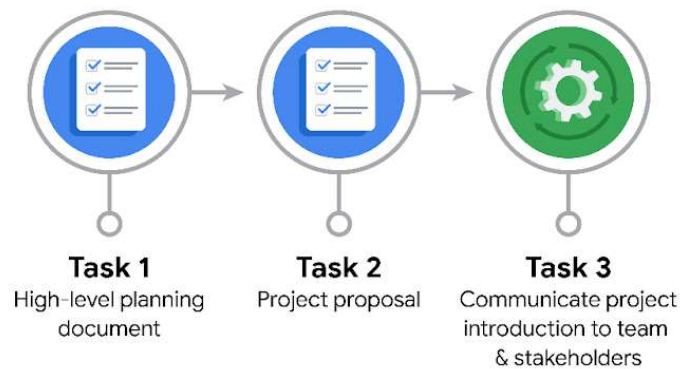 Task 1
High-level planning
document
Task 2
Project proposal
Task 3
Communicate project
introduction to team
& stakeholders